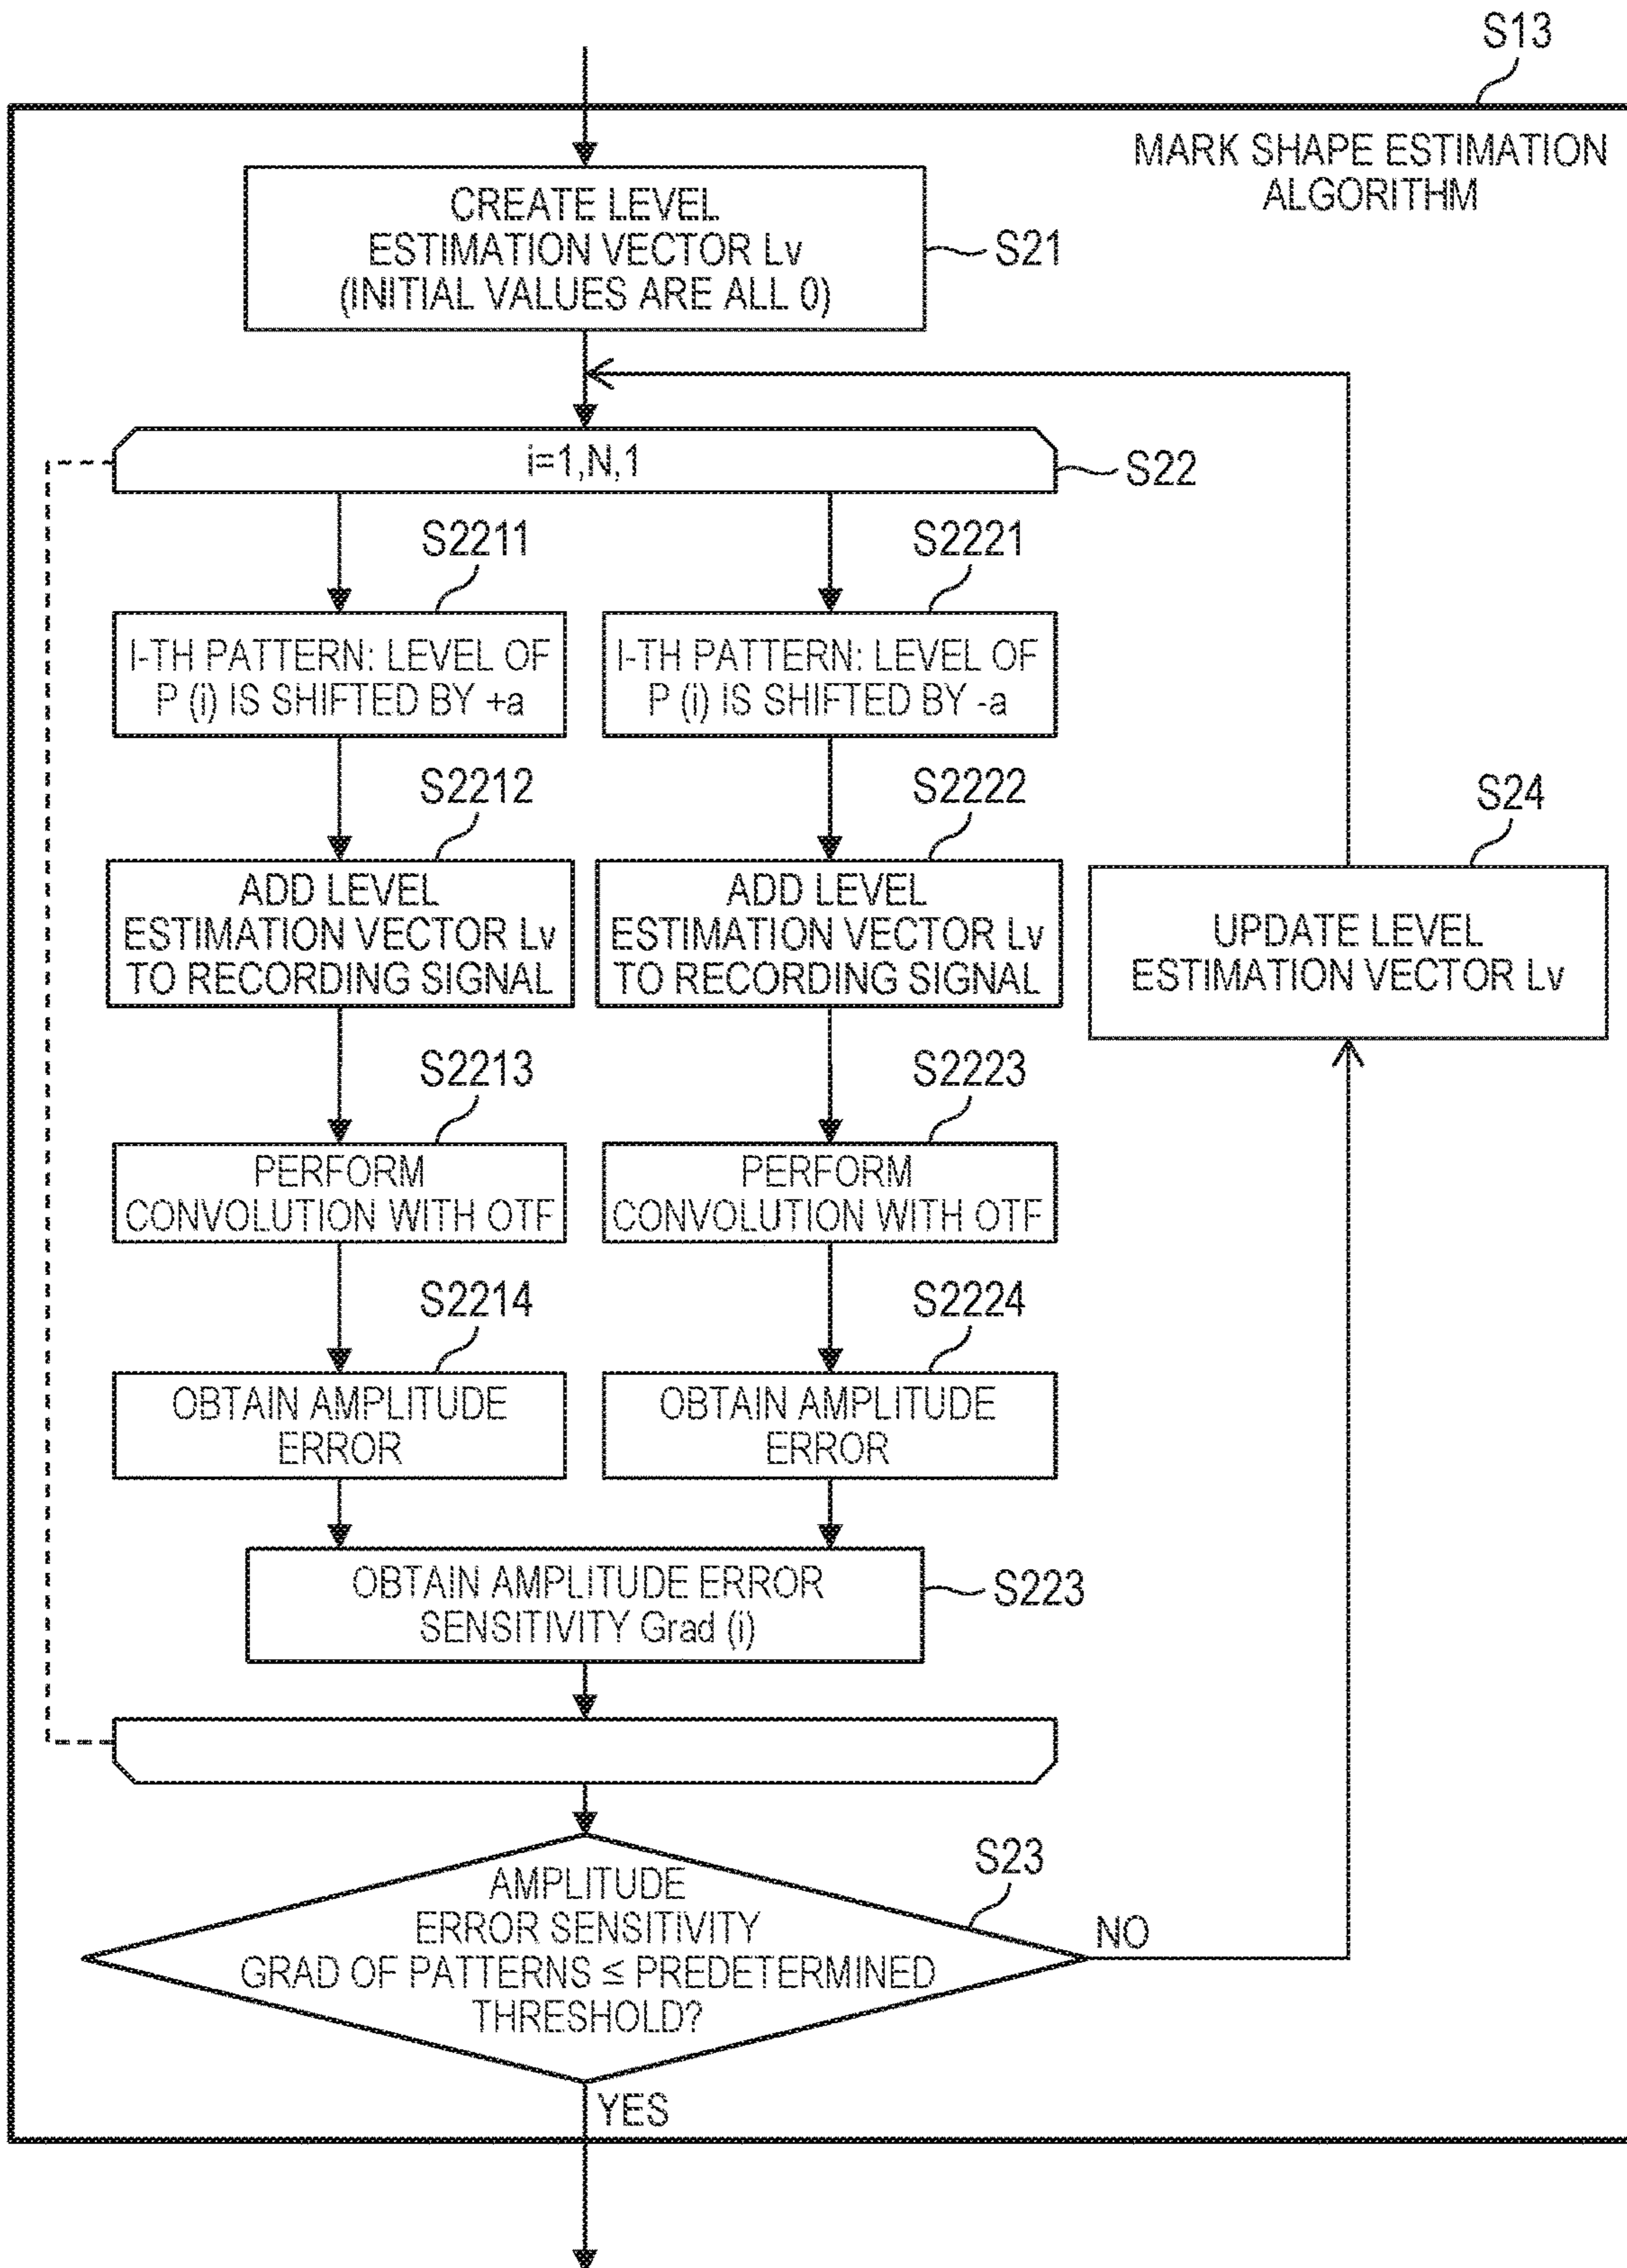 S13
MARK SHAPE ESTIMATION
ALGORITHM
CREATE LEVEL
ESTIMATION VECTOR Lv
(INITIAL VALUES ARE ALL 0)
S21
i=1,N,1
S22
S2211
S2221
I-TH PATTERN: LEVEL OF
P (i) IS SHIFTED BY +a
I-TH PATTERN: LEVEL OF
P (i) IS SHIFTED BY -a
S2212
S2222
S24
ADD LEVEL
ESTIMATION VECTOR Lv
TO RECORDING SIGNAL
ADD LEVEL
ESTIMATION VECTOR Lv
TO RECORDING SIGNAL
UPDATE LEVEL
ESTIMATION VECTOR Lv
S2213
S2223
PERFORM
CONVOLUTION WITH OTF
PERFORM
CONVOLUTION WITH OTF
S2214
S2224
OBTAIN AMPLITUDE
ERROR
OBTAIN AMPLITUDE
ERROR
OBTAIN AMPLITUDE ERROR
SENSITIVITY Grad (i)
S223
S23
AMPLITUDE
ERROR SENSITIVITY
GRAD OF PATTERNS ≤ PREDETERMINED
THRESHOLD?
NO
YES